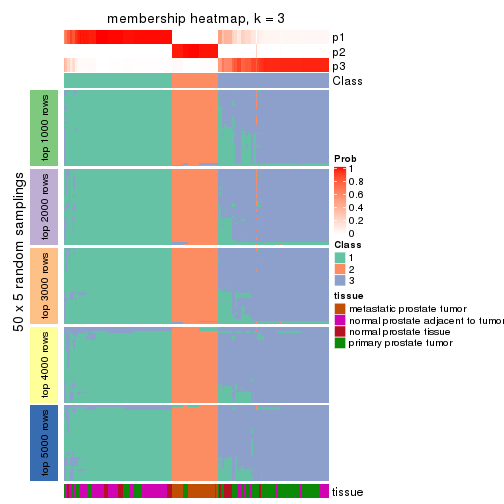 membership heatmap, k = 3
p1
p2
p3
Class
50 x 5 random samplings
top 1000 rows
top 2000 rows
top 3000 rows
top 4000 rows
top 5000 rows
Prob
1
0.8
0.6
0.4
0.2
0
Class
1
2
3
tissue
metastatic prostate tumor
normal prostate adjacent to tumor
normal prostate tissue
primary prostate tumor
tissue